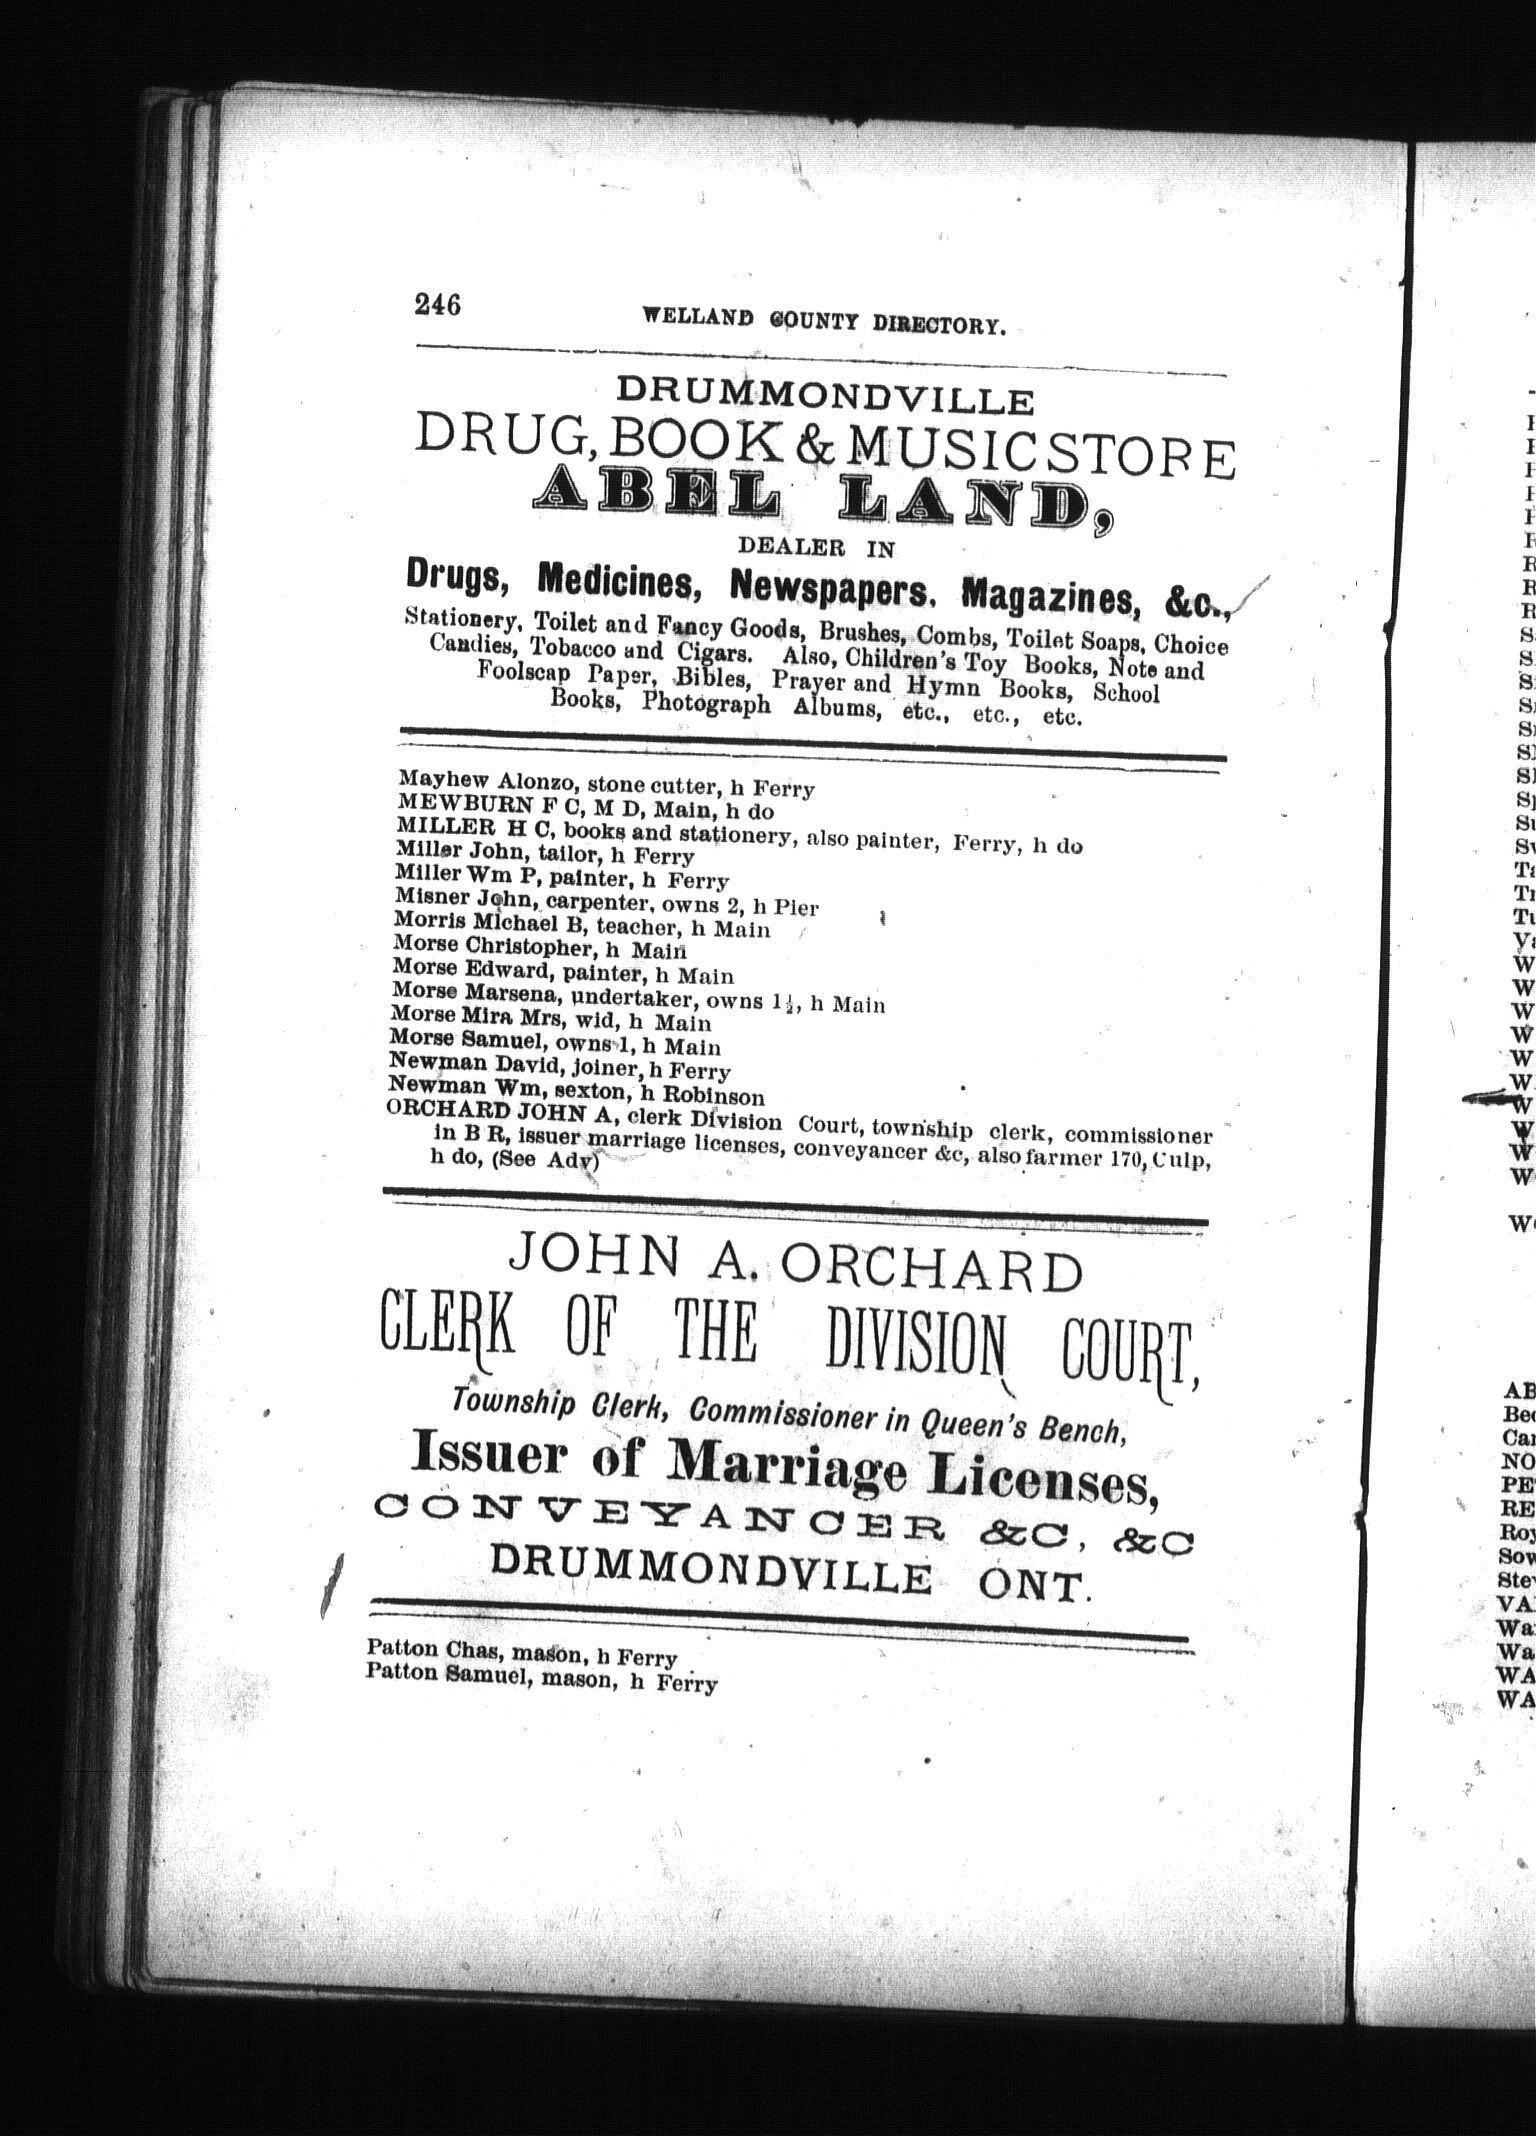 246
WELLAND COUNTY DIRECTORY.
DRUMMONDVILLE
DRUG, BOOK & MUSIC STORE
ABEL LAND,
DEALER IN
Drugs, Medicines, Newspapers. Magazines, &c.,
Stationery, Toilet and Fancy Goods, Brushes, Combs, Toilet Soaps, Choice
Candies, Tobacco and Cigars. Also, Children's Toy Books, Note and
Foolscap Paper, Bibles, Prayer and Hymn Books, School
Books, Photograph Albums, etc., etc., etc.
Mayhew Alonzo, stone cutter, h Ferry
MEWBURN F C, M D, Main, h do
MILLER H C, books and stationery, also painter, Ferry, h do
Miller John, tailor, h Ferry
Miller Wm P, painter, h Ferry
Misner John, carpenter, owns 2, h Pier
Morris Michael B, teacher, h Main
Morse Christopher, h Main
Morse Edward, painter, h Main
Morse Marsena, undertaker, owns 1½, h Main
Morse Mira Mrs, wid, h Main
Morse Samuel, owns 1, h Main
Newman David, joiner, h Ferry
Newman Wm, sexton, h Robinson
ORCHARD JOHN A, clerk Division Court, township clerk, commissioner
in B R, issuer marriage licenses, conveyancer &c, also farmer 170, Culp,
h do, (See Adv)
JOHN A. ORCHARD
CLERK OF THE DIVISION COURT,
Township Clerk, Commissioner in Queen's Bench,
Issuer of Marriage Licenses,
CONVEYANCER &C, &C
DRUMMONDVILLE ONT.
Patton Chas, mason, h Ferry
Patton Samuel, mason, h Ferry